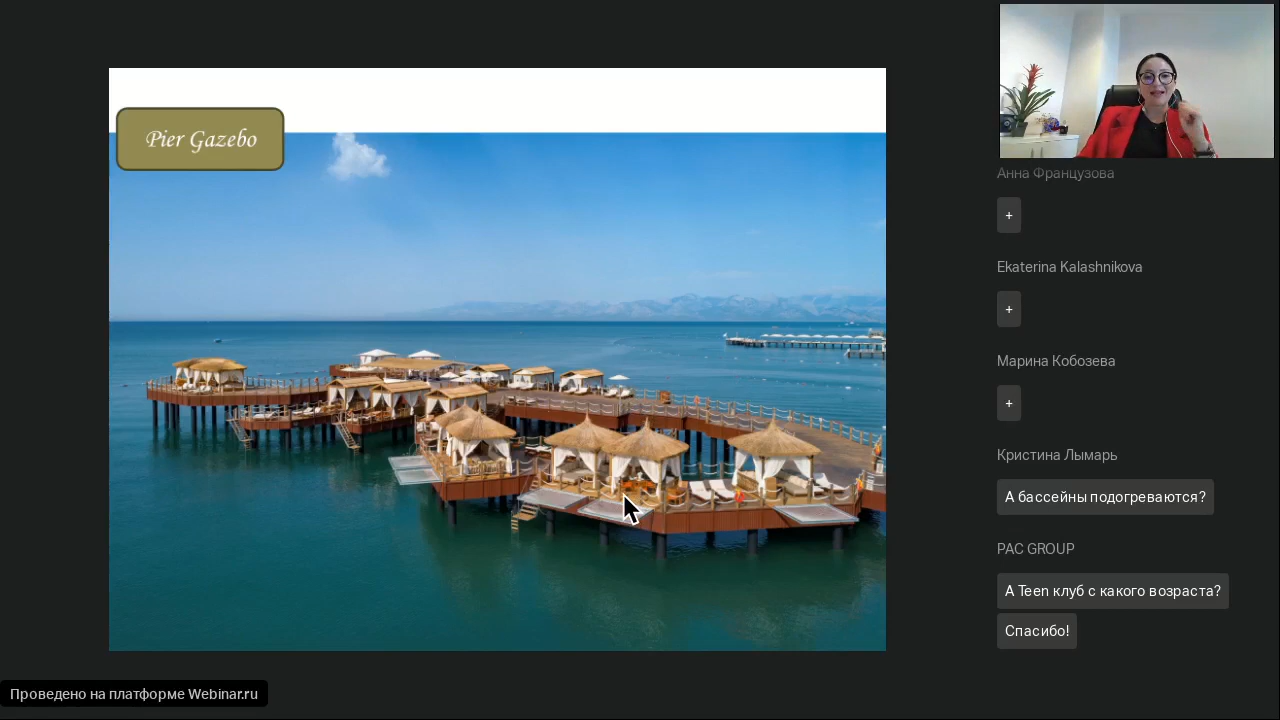 Pier Gazebo
Анна Французова
+
Ekaterina Kalashnikova
+
Марина Кобозева
+
Кристина Лымарь
А бассейны подогреваются?
PAC GROUP
А Teen клуб с какого возраста?
Спасибо!
Проведено на платформе Webinar.ru